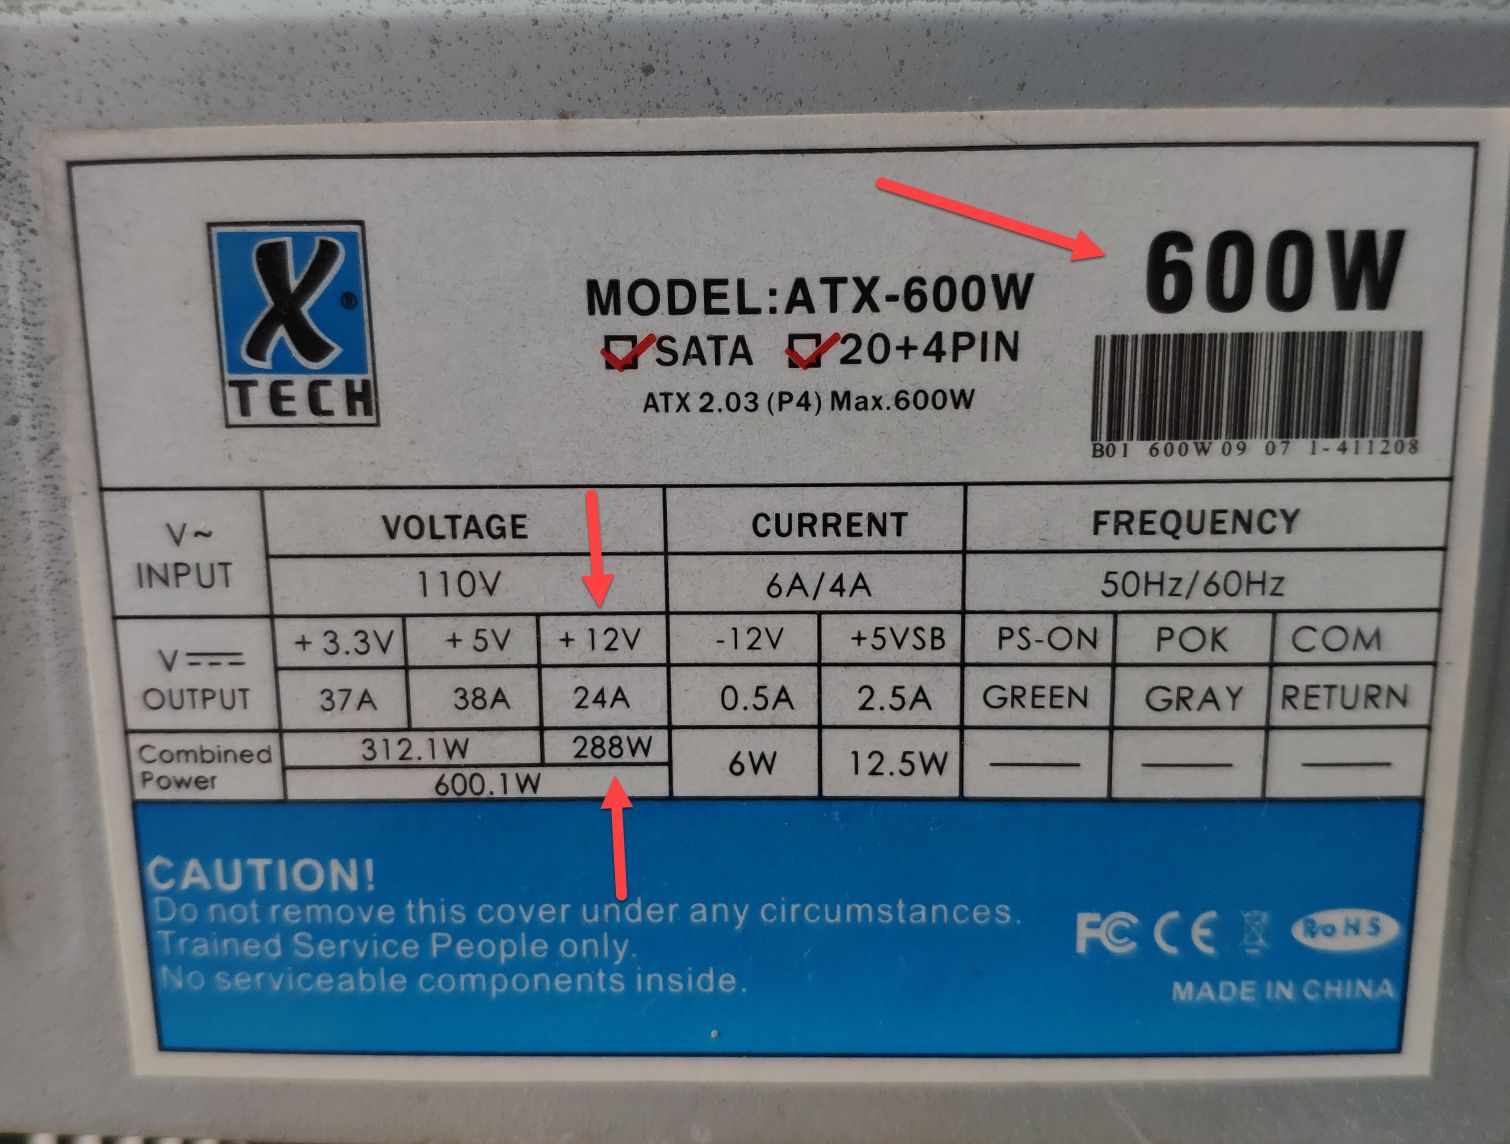 X®
TECH
MODEL:ATX-600W
SATA 20+4PIN
ATX 2.03 (P4) Max.600W
600W
B01 600W 09 07 1-411208
V~ INPUT VOLTAGE CURRENT FREQUENCY
110V 6A/4A 50Hz/60Hz
V OUTPUT +3.3V +5V +12V -12V +5VSB PS-ON POK COM
37A 38A 24A 0.5A 2.5A GREEN GRAY RETURN
Combined Power 312.1W 288W 6W 12.5W
600.1W
CAUTION!
Do not remove this cover under any circumstances.
Trained Service People only.
No serviceable components inside.
FC CE RoHS
MADE IN CHINA